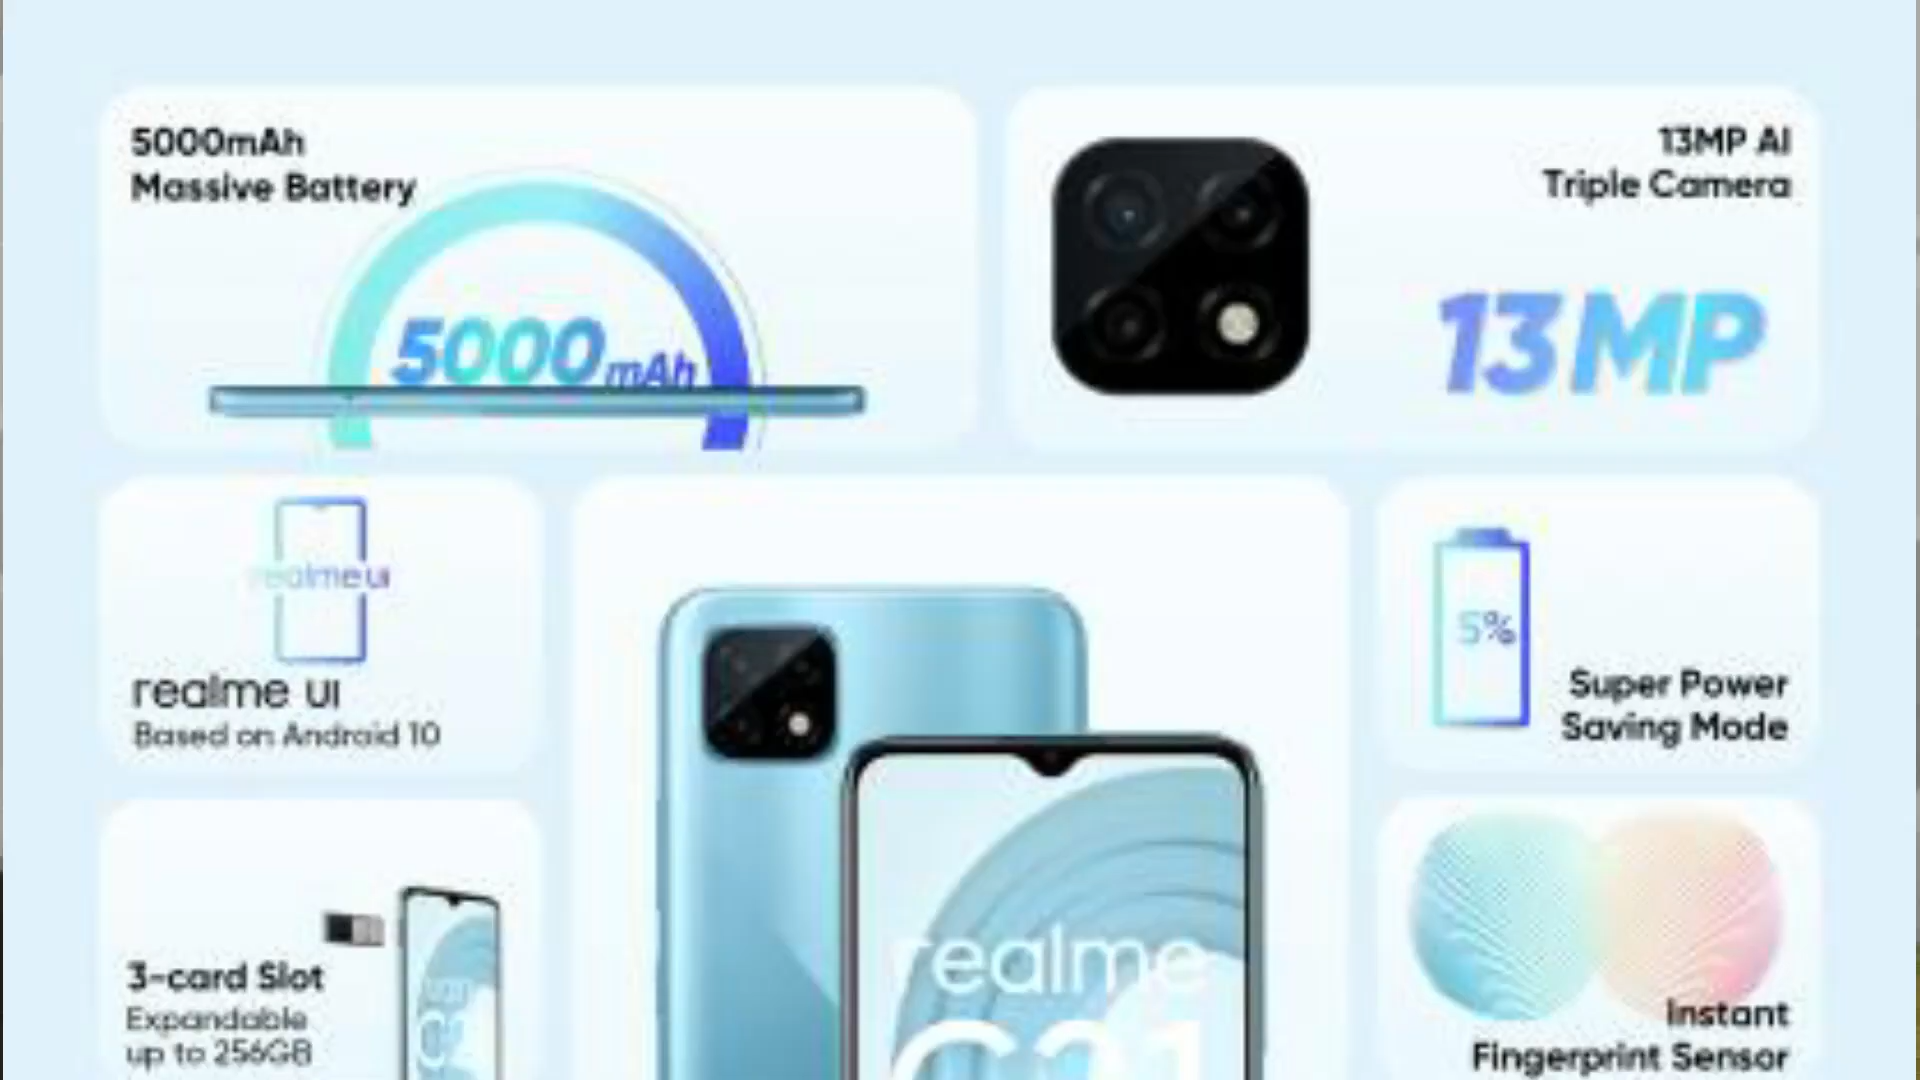 5000mAh
Massive Battery
5000mAh
13MP AI
Triple Camera
13MP
realme ui
realme UI
Based on Android 10
5%
Super Power
Saving Mode
3-card Slot
Expandable
up to 256GB
realme
C21
Instant
Fingerprint Sensor